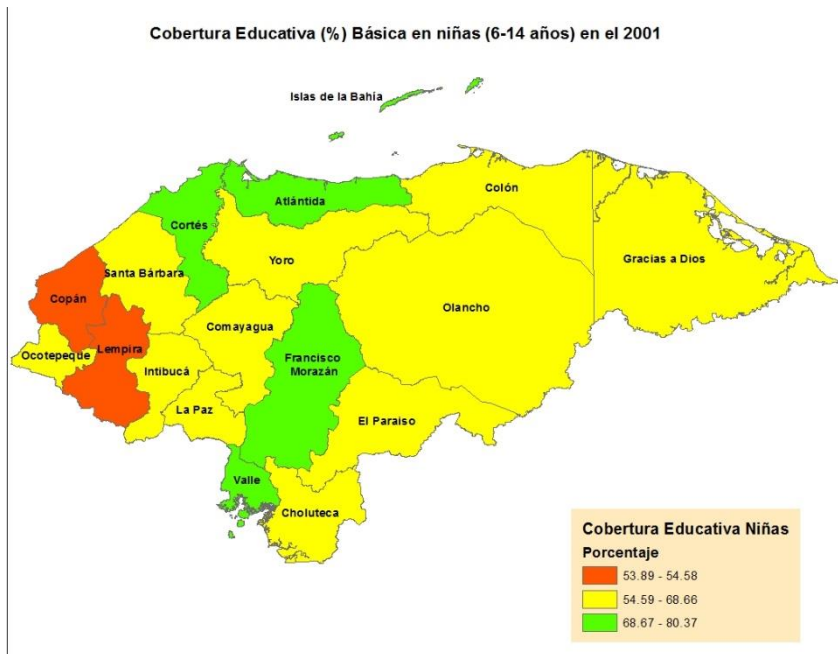 Cobertura Educativa (%) Básica en niñas (6-14 años) en el 2001
Islas de la Bahía
Colón
Atlántida
Cortés
Yoro
Gracias a Dios
Santa Bárbara
Copán
Olancho
Comayagua
Lempira
Ocotepeque
Francisco
Morazán
Intibucá
La Paz
El Paraiso
Valle
Choluteca
Cobertura Educativa Niñas
Porcentaje
53.89 - 54.58
54.59 - 68.66
68.67 - 80.37